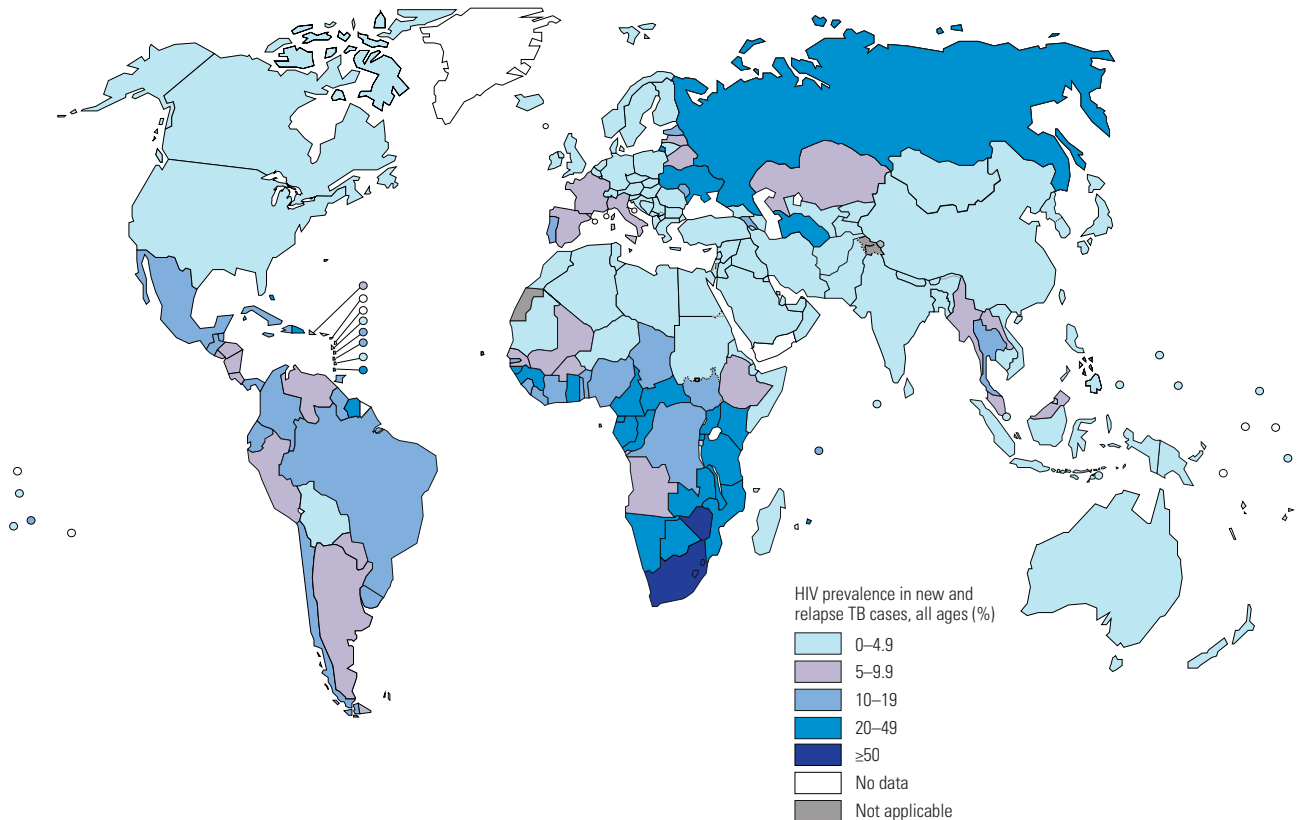 HIV prevalence in new and
relapse TB cases, all ages (%)
0–4.9
5–9.9
10–19
20–49
≥50
No data
Not applicable